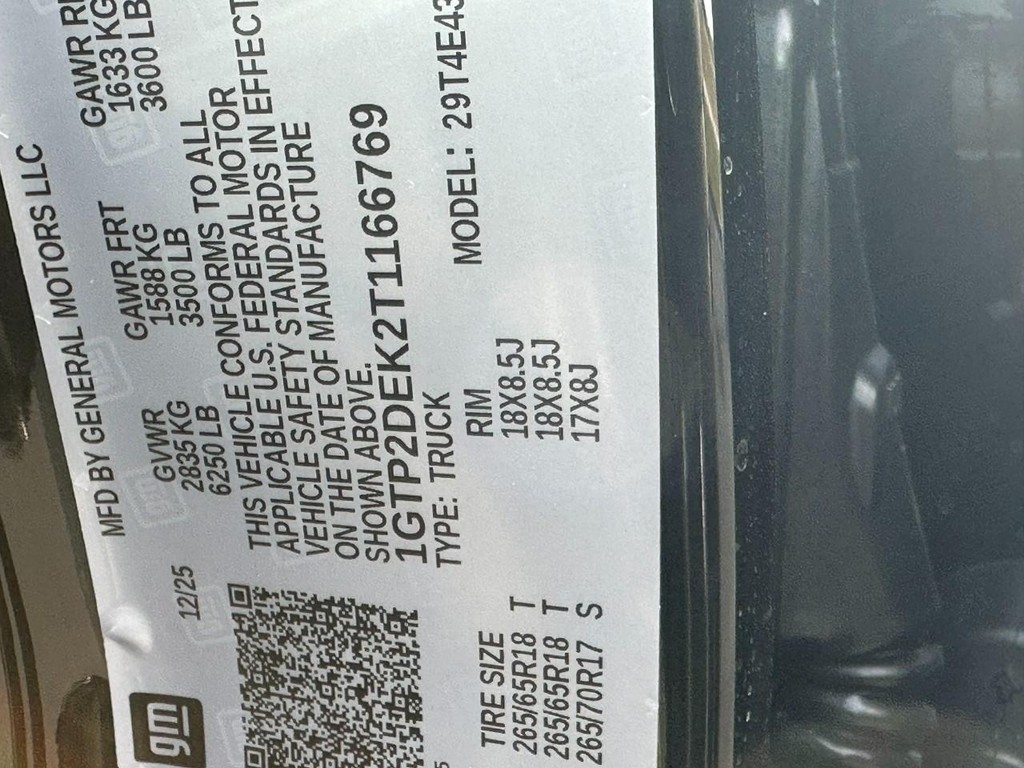 gm
MFD BY GENERAL MOTORS LLC
12/25
GVWR GAWR FRT GAWR
2835 KG 1588 KG 1633 KG
6250 LB 3500 LB 3600 LB
THIS VEHICLE CONFORMS TO ALL
APPLICABLE U.S. FEDERAL MOTOR
VEHICLE SAFETY STANDARDS IN EFFECT
ON THE DATE OF MANUFACTURE
SHOWN ABOVE.
1GTP2DEK2T1166769
TYPE: TRUCK MODEL: 29T4E43
TIRE SIZE RIM
265/65R18 T 18X8.5J
265/65R18 T 18X8.5J
265/70R17 S 17X8J